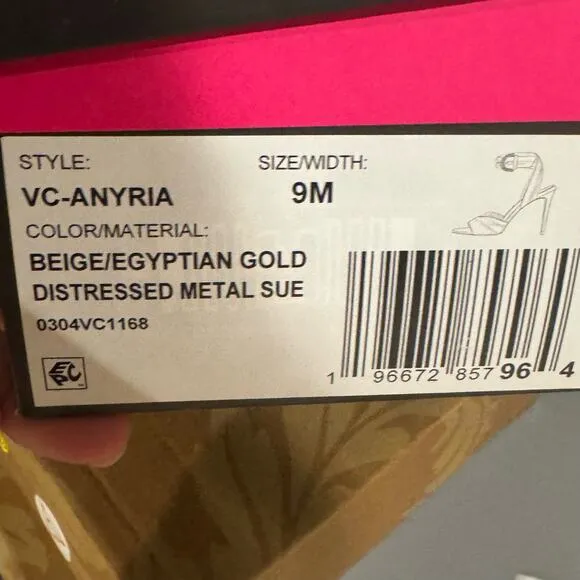 STYLE: SIZE/WIDTH:
VC-ANYRIA 9M
COLOR/MATERIAL:
BEIGE/EGYPTIAN GOLD
DISTRESSED METAL SUE
0304VC1168
1 96672 85796 4